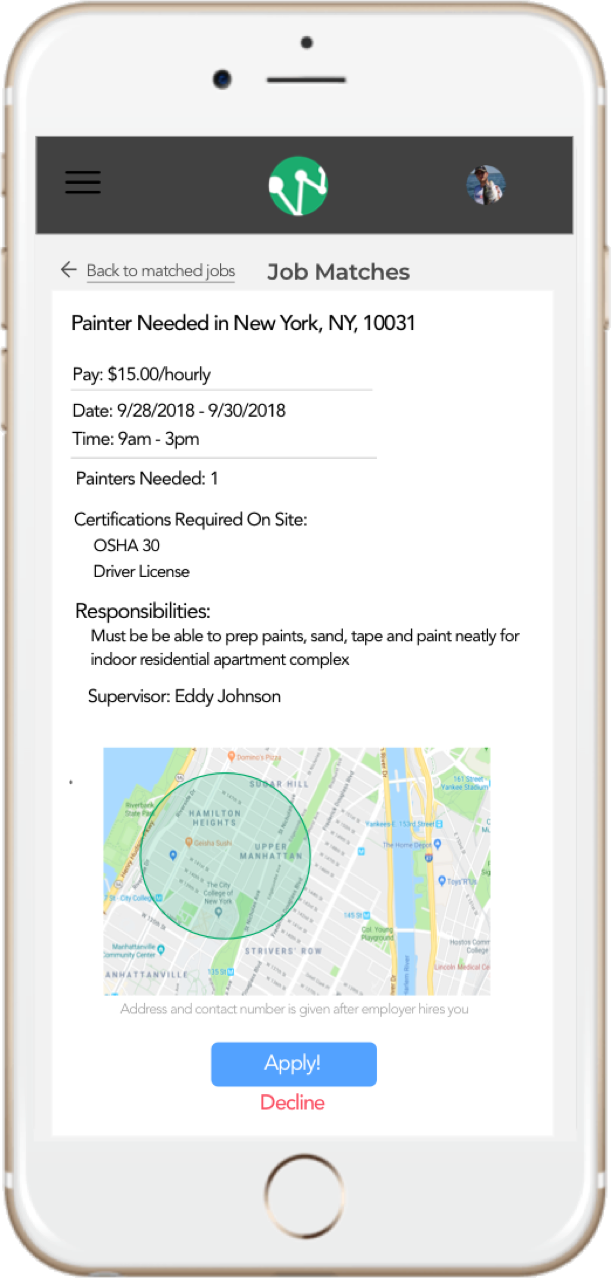 Back to matched jobs
Job Matches
Painter Needed in New York, NY, 10031
Pay: $15.00/hourly
Date: 9/28/2018 - 9/30/2018
Time: 9am - 3pm
Painters Needed: 1
Certifications Required On Site:
OSHA 30
Driver License
Responsibilities:
Must be be able to prep paints, sand, tape and paint neatly for
indoor residential apartment complex
Supervisor: Eddy Johnson
Domino's Pizza
SUGAR HILL
161 Street -
Yankee Stadium
Riverbank
State Park
HAMILTON
HEIGHTS
Yankees E. 153rd Street
The Home Depot
Geisha Sushi
UPPER
MANHATTAN
Toys"R"Us
The City
College of
New York
City College
145 St
Col. Young
Playground
Manhattanville
Community Center
STRIVERS' ROW
Hostos Comm
College
Lincoln Medical Ce
ANHATTANVILLE
135 St
Address and contact number is given after employer hires you
Apply!
Decline